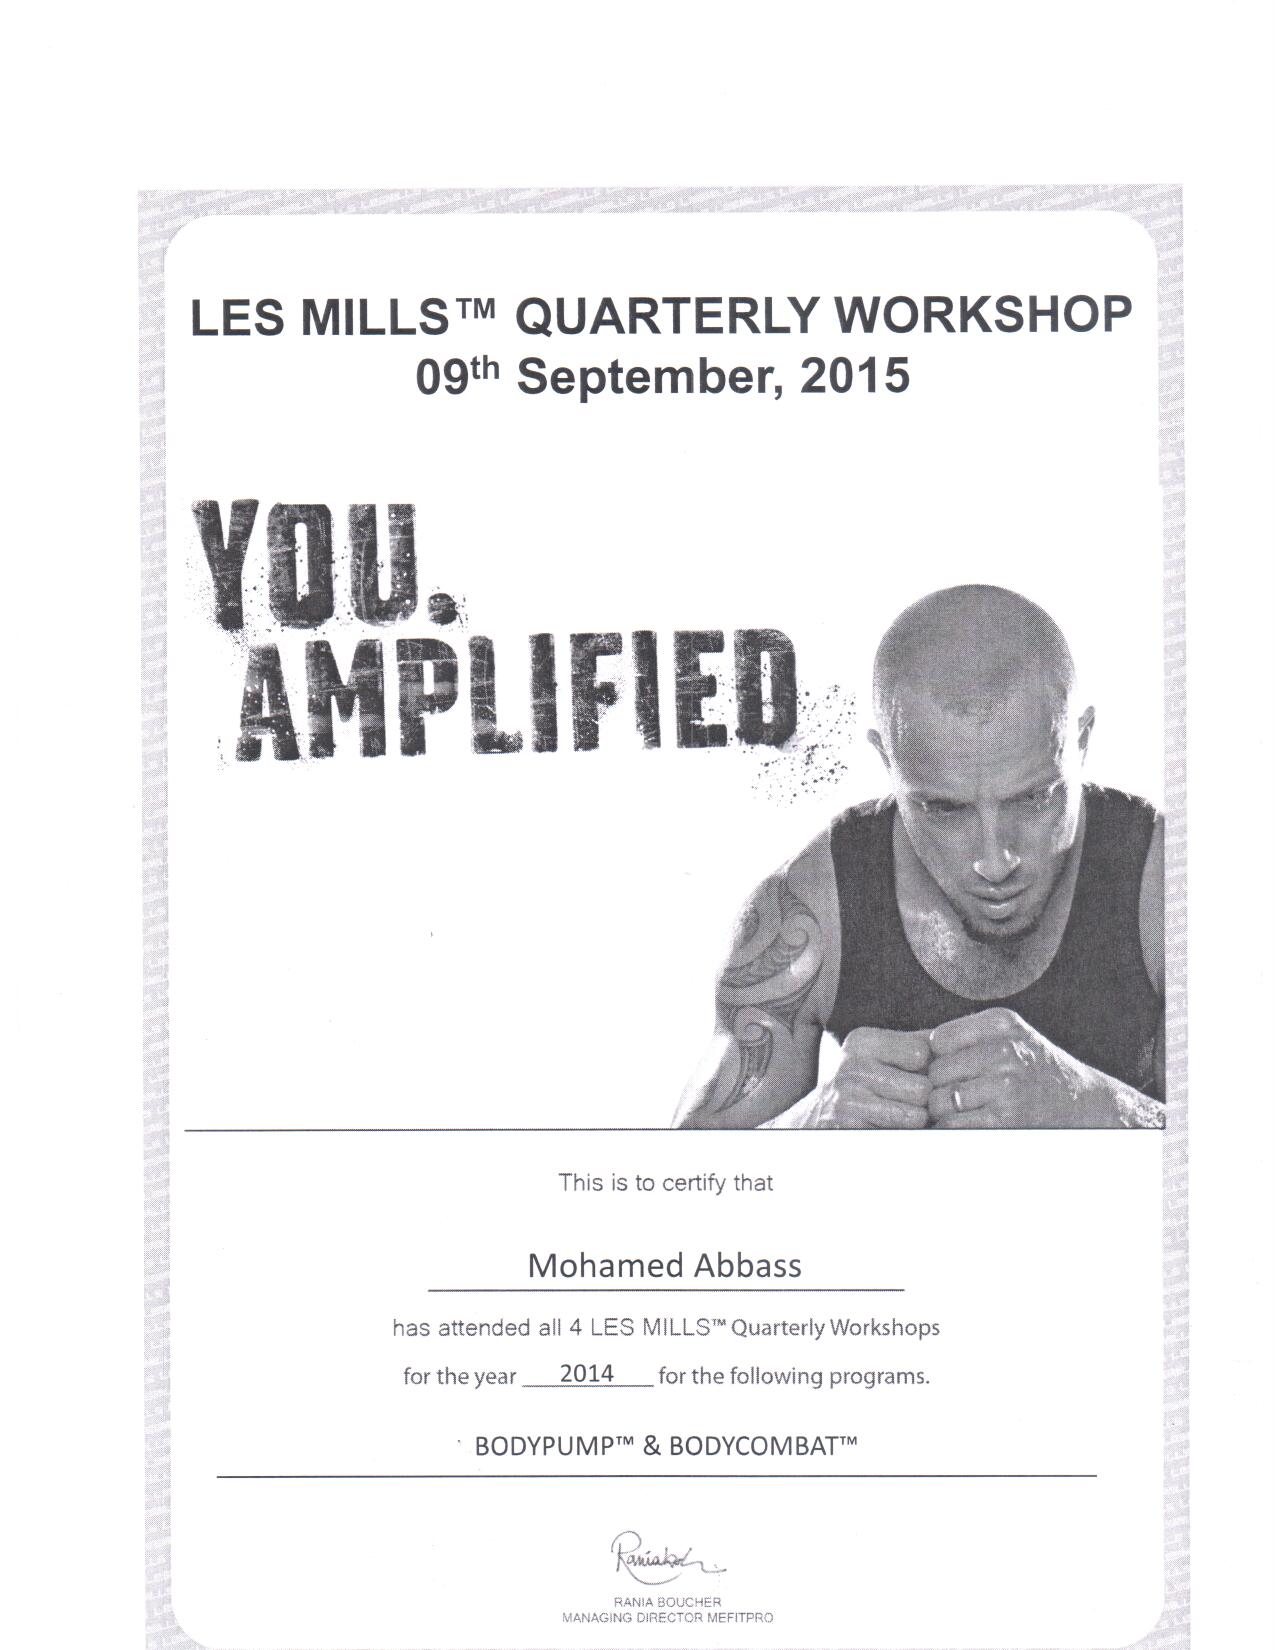 LES MILLS™ QUARTERLY WORKSHOP
09th September, 2015
YOU.
AMPLIFIED
This is to certify that
Mohamed Abbass
has attended all 4 LES MILLS™ Quarterly Workshops
for the year 2014 for the following programs.
BODYPUMP™ & BODYCOMBAT™
RANIA BOUCHER
MANAGING DIRECTOR MEFITPRO